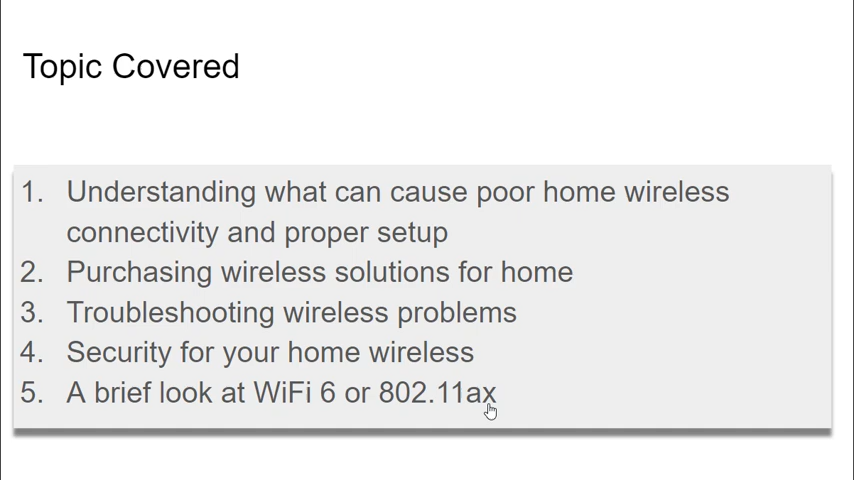 Topic Covered
1. Understanding what can cause poor home wireless
connectivity and proper setup
2. Purchasing wireless solutions for home
3. Troubleshooting wireless problems
4. Security for your home wireless
5. A brief look at WiFi 6 or 802.11ax